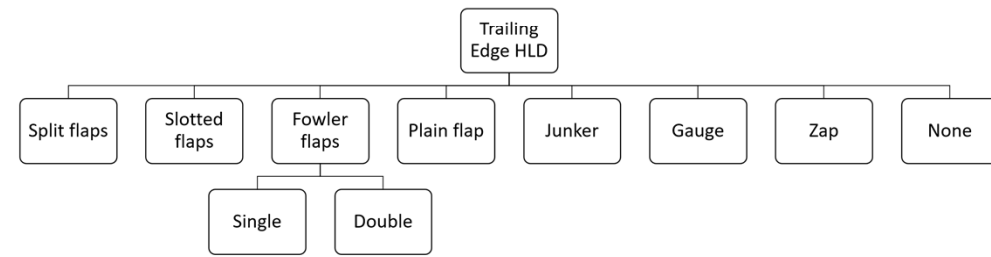 Trailing
Edge HLD
Split flaps
Slotted
flaps
Fowler
flaps
Plain flap
Junker
Gauge
Zap
None
Single
Double